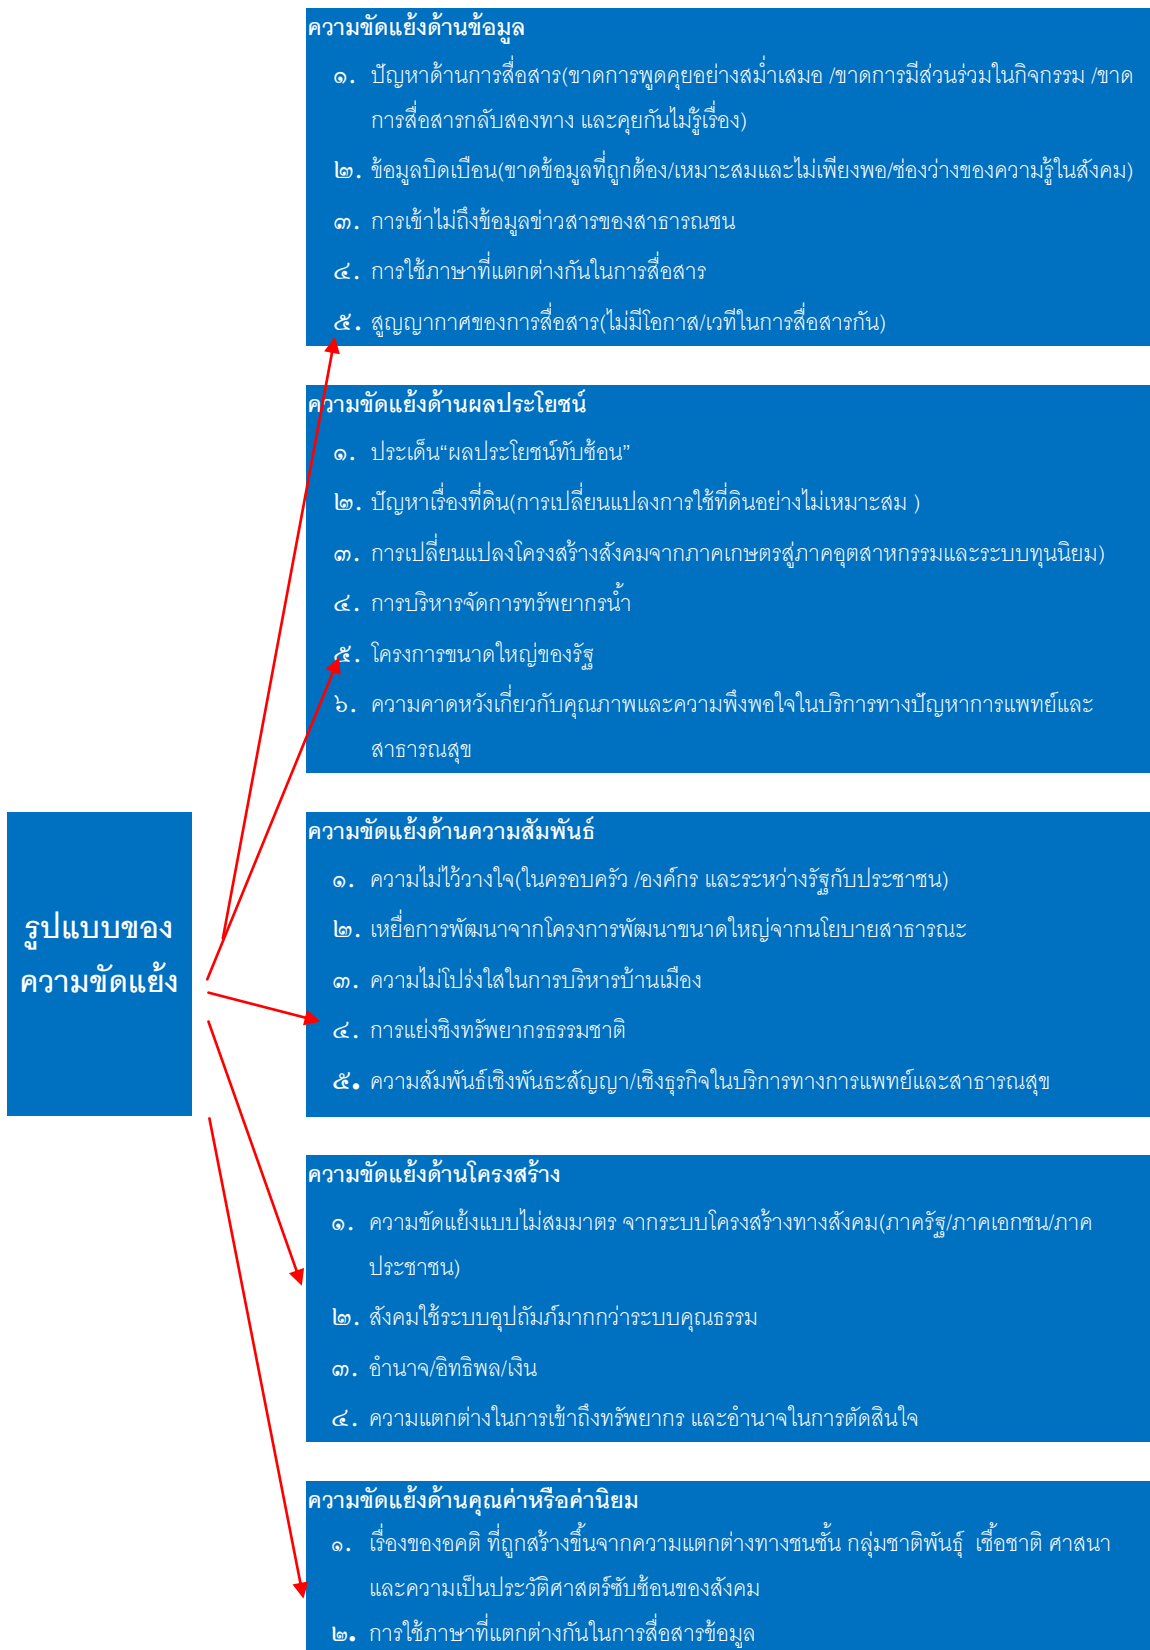 ความขัดแย้งด้านข้อมูล
๑. ปัญหาด้านการสื่อสาร(ขาดการพูดคุยอย่างสม่ำเสมอ /ขาดการมีส่วนร่วมในกิจกรรม /ขาด
การสื่อสารกลับสองทาง และคุยกันไม่รู้เรื่อง)
๒. ข้อมูลบิดเบือน(ขาดข้อมูลที่ถูกต้อง/เหมาะสมและไม่เพียงพอ/ช่องว่างของความรู้ในสังคม)
๓. การเข้าไม่ถึงข้อมูลข่าวสารของสาธารณชน
๔. การใช้ภาษาที่แตกต่างกันในการสื่อสาร
๕. สูญญากาศของการสื่อสาร(ไม่มีโอกาส/เวทีในการสื่อสารกัน)
ความขัดแย้งด้านผลประโยชน์
๑. ประเด็น“ผลประโยชน์ทับซ้อน”
๒. ปัญหาเรื่องที่ดิน(การเปลี่ยนแปลงการใช้ที่ดินอย่างไม่เหมาะสม )
๓. การเปลี่ยนแปลงโครงสร้างสังคมจากภาคเกษตรสู่ภาคอุตสาหกรรมและระบบทุนนิยม)
๔. การบริหารจัดการทรัพยากรน้ำ
๕. โครงการขนาดใหญ่ของรัฐ
๖. ความคาดหวังเกี่ยวกับคุณภาพและความพึงพอใจในบริการทางปัญหาการแพทย์และ
สาธารณสุข
รูปแบบของ
ความขัดแย้ง
ความขัดแย้งด้านความสัมพันธ์
๑. ความไม่ไว้วางใจ(ในครอบครัว /องค์กร และระหว่างรัฐกับประชาชน)
๒. เหยื่อการพัฒนาจากโครงการพัฒนาขนาดใหญ่จากนโยบายสาธารณะ
๓. ความไม่โปร่งใสในการบริหารบ้านเมือง
๔. การแย่งชิงทรัพยากรธรรมชาติ
๕. ความสัมพันธ์เชิงพันธะสัญญา/เชิงธุรกิจในบริการทางการแพทย์และสาธารณสุข
ความขัดแย้งด้านโครงสร้าง
๑. ความขัดแย้งแบบไม่สมมาตร จากระบบโครงสร้างทางสังคม(ภาครัฐ/ภาคเอกชน/ภาค
ประชาชน)
๒. สังคมใช้ระบบอุปถัมภ์มากกว่าระบบคุณธรรม
๓. อำนาจ/อิทธิพล/เงิน
๔. ความแตกต่างในการเข้าถึงทรัพยากร และอำนาจในการตัดสินใจ
ความขัดแย้งด้านคุณค่าหรือค่านิยม
๑. เรื่องของอคติ ที่ถูกสร้างขึ้นจากความแตกต่างทางชนชั้น กลุ่มชาติพันธุ์ เชื้อชาติ ศาสนา
และความเป็นประวัติศาสตร์ซับซ้อนของสังคม
๒. การใช้ภาษาที่แตกต่างกันในการสื่อสารข้อมูล